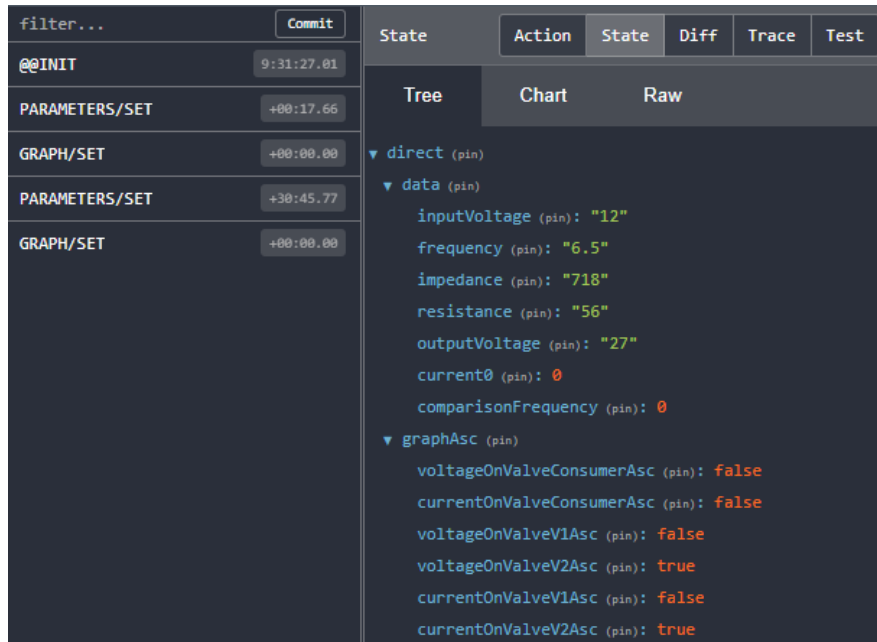 filter... Commit
@@INIT 9:31:27.01
PARAMETERS/SET +00:17.66
GRAPH/SET +00:00.00
PARAMETERS/SET +30:45.77
GRAPH/SET +00:00.00
State Action State Diff Trace Test
Tree Chart Raw
▼ direct (pin)
▼ data (pin)
inputVoltage (pin): "12"
frequency (pin): "6.5"
impedance (pin): "718"
resistance (pin): "56"
outputVoltage (pin): "27"
current0 (pin): 0
comparisonFrequency (pin): 0
▼ graphAsc (pin)
voltageOnValveConsumerAsc (pin): false
currentOnValveConsumerAsc (pin): false
voltageOnValveV1Asc (pin): false
voltageOnValveV2Asc (pin): true
currentOnValveV1Asc (pin): false
currentOnValveV2Asc (pin): true